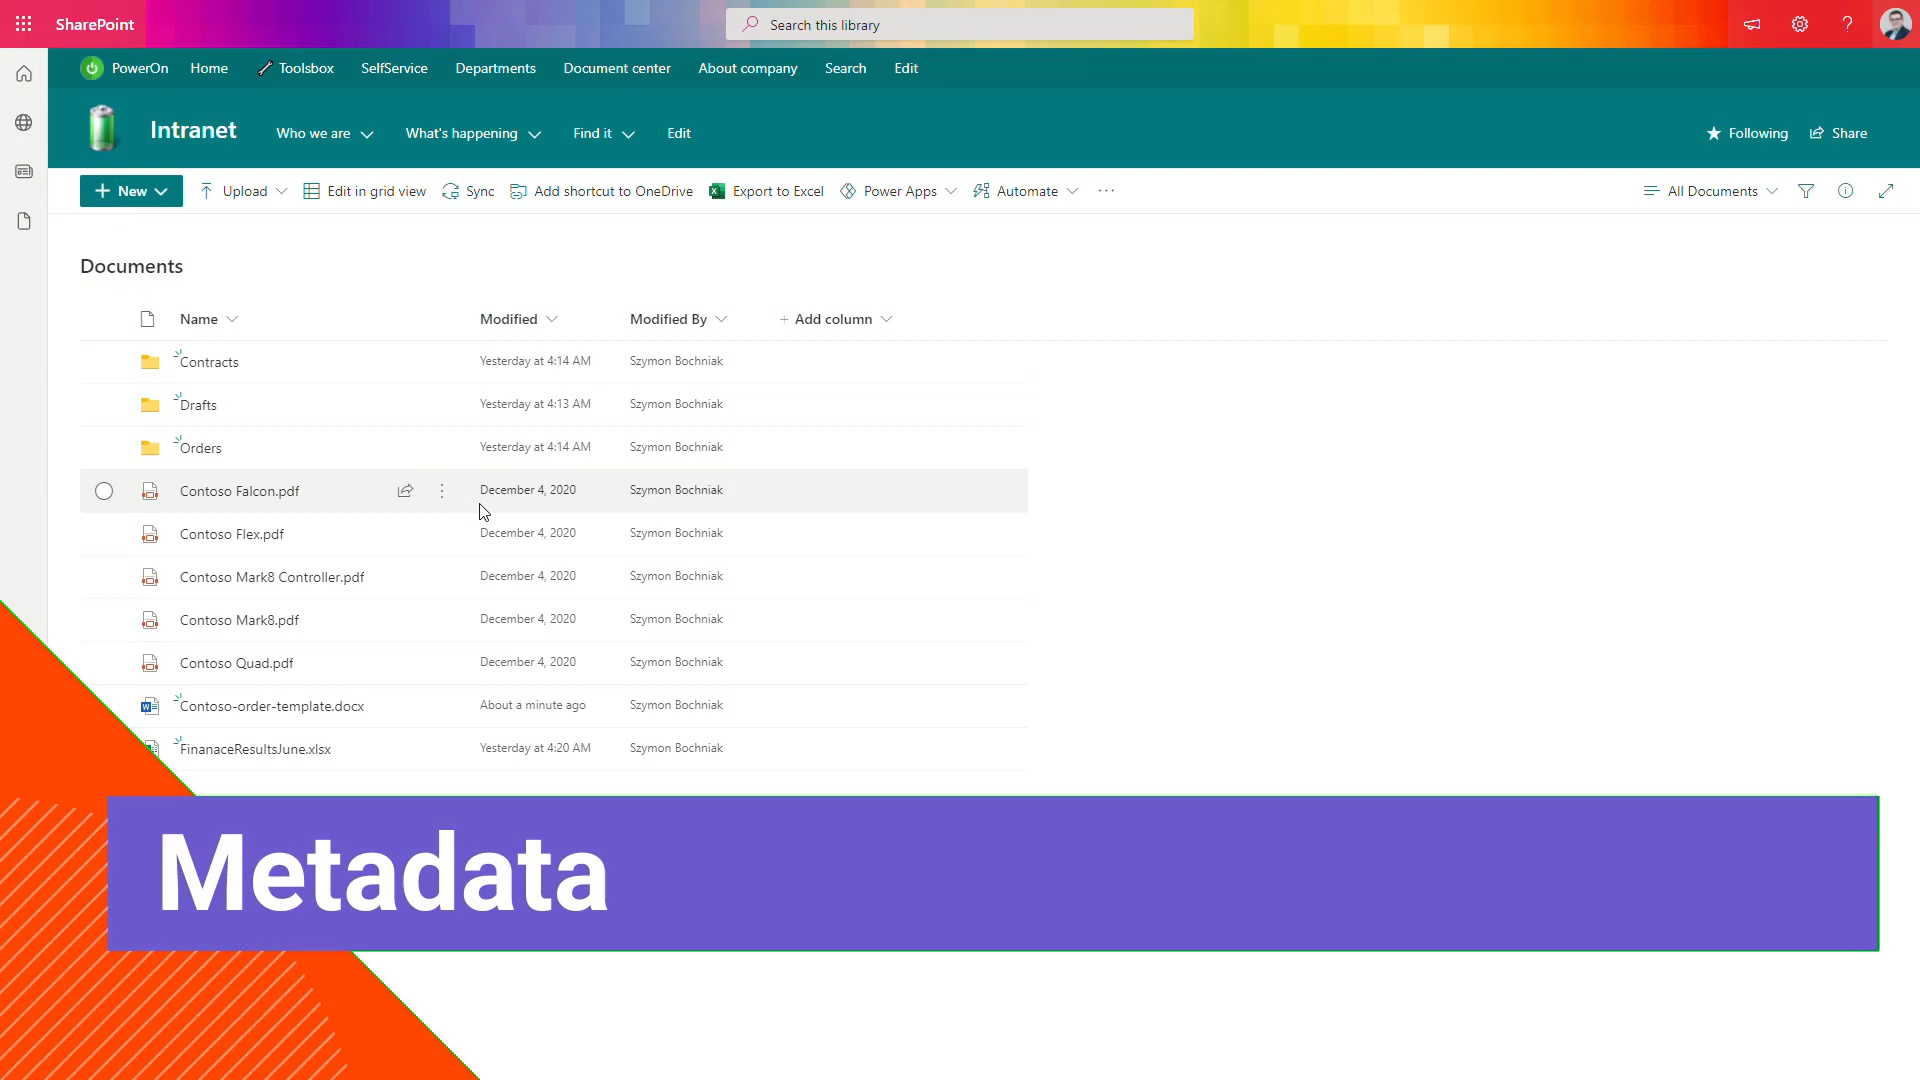 SharePoint
Search this library
PowerOn Home Toolsbox SelfService Departments Document center About company Search Edit
Intranet Who we are What's happening Find it Edit Following Share
New Upload Edit in grid view Sync Add shortcut to OneDrive Export to Excel Power Apps Automate ··· All Documents
Documents
Name Modified Modified By + Add column
Contracts Yesterday at 4:14 AM Szymon Bochniak
Drafts Yesterday at 4:13 AM Szymon Bochniak
Orders Yesterday at 4:14 AM Szymon Bochniak
Contoso Falcon.pdf December 4, 2020 Szymon Bochniak
Contoso Flex.pdf December 4, 2020 Szymon Bochniak
Contoso Mark8 Controller.pdf December 4, 2020 Szymon Bochniak
Contoso Mark8.pdf December 4, 2020 Szymon Bochniak
Contoso Quad.pdf December 4, 2020 Szymon Bochniak
Contoso-order-template.docx About a minute ago Szymon Bochniak
FinanaceResultsJune.xlsx Yesterday at 4:20 AM Szymon Bochniak
Metadata